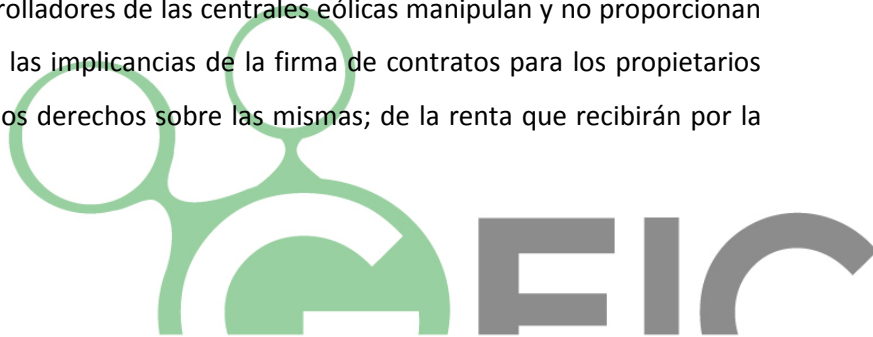 rolladores de las centrales eólicas manipulan y no proporcionan
las implicancias de la firma de contratos para los propietarios
os derechos sobre las mismas; de la renta que recibirán por la
GEIC